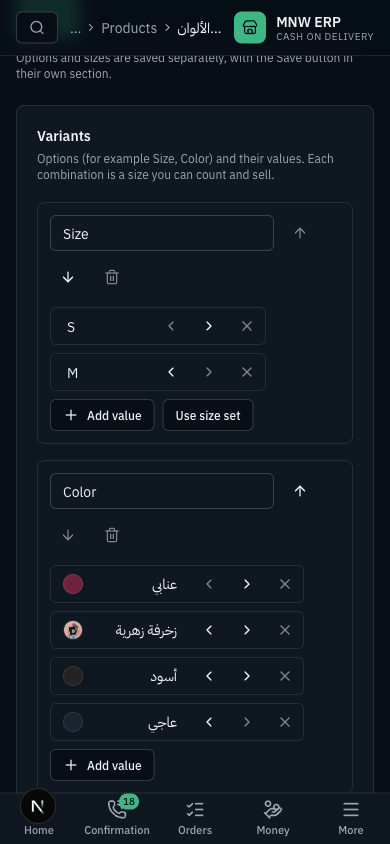 ... > Products > الألوان...
MNW ERP
CASH ON DELIVERY
Options and sizes are saved separately, with the Save button in
their own section.
Variants
Options (for example Size, Color) and their values. Each
combination is a size you can count and sell.
Size
S
M
Add value
Use size set
Color
عنابي
زخرفة زهرية
أسود
عاجي
Add value
N
18
Home
Confirmation
Orders
Money
More